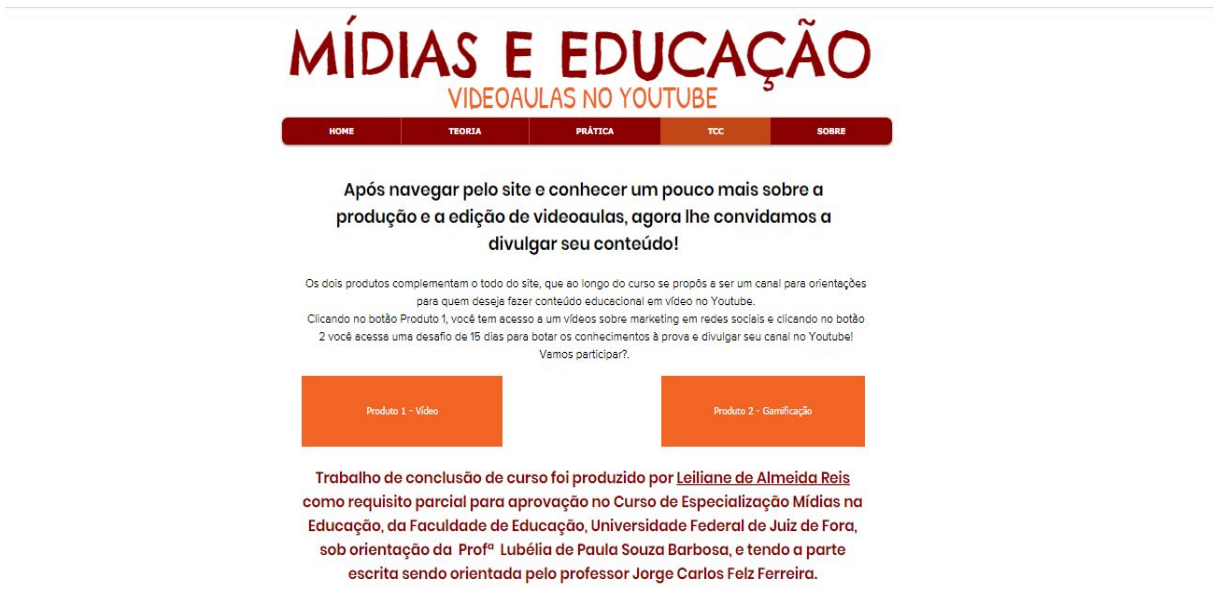 MÍDIAS E EDUCAÇÃO
VIDEOAULAS NO YOUTUBE
HOME TEORIA PRÁTICA TCC SOBRE
Após navegar pelo site e conhecer um pouco mais sobre a
produção e a edição de videoaulas, agora lhe convidamos a
divulgar seu conteúdo!
Os dois produtos complementam o todo do site, que ao longo do curso se propôs a ser um canal para orientações
para quem deseja fazer conteúdo educacional em vídeo no Youtube.
Clicando no botão Produto 1, você tem acesso a um vídeos sobre marketing em redes sociais e clicando no botão
2 você acessa uma desafio de 15 dias para botar os conhecimentos à prova e divulgar seu canal no Youtube!
Vamos participar?.
Produto 1 - Vídeo
Produto 2 - Gamificação
Trabalho de conclusão de curso foi produzido por Leiliane de Almeida Reis
como requisito parcial para aprovação no Curso de Especialização Mídias na
Educação, da Faculdade de Educação, Universidade Federal de Juiz de Fora,
sob orientação da Profª Lubélia de Paula Souza Barbosa, e tendo a parte
escrita sendo orientada pelo professor Jorge Carlos Felz Ferreira.